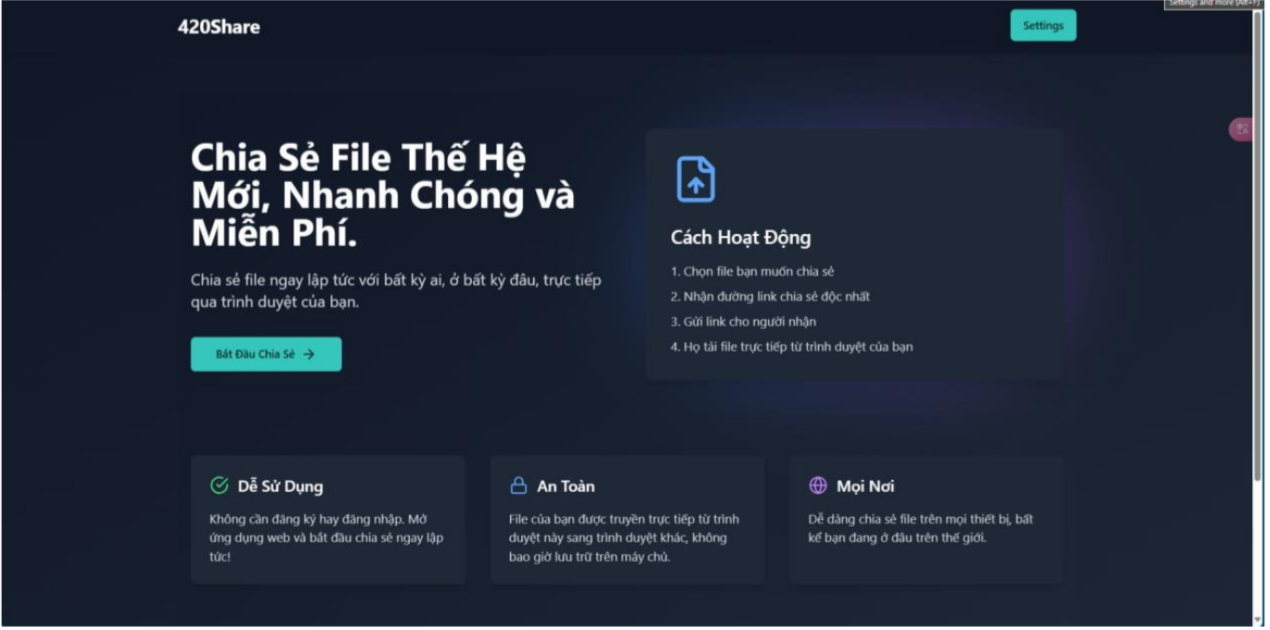 Settings and more (Alt+F)
420Share
Settings
Chia Sẻ File Thế Hệ
Mới, Nhanh Chóng và
Miễn Phí.
Chia sẻ file ngay lập tức với bất kỳ ai, ở bất kỳ đâu, trực tiếp
qua trình duyệt của bạn.
Bắt Đầu Chia Sẻ →
Cách Hoạt Động
1. Chọn file bạn muốn chia sẻ
2. Nhận đường link chia sẻ độc nhất
3. Gửi link cho người nhận
4. Họ tải file trực tiếp từ trình duyệt của bạn
Dễ Sử Dụng
Không cần đăng ký hay đăng nhập. Mở
ứng dụng web và bắt đầu chia sẻ ngay lập
tức!
An Toàn
File của bạn được truyền trực tiếp từ trình
duyệt này sang trình duyệt khác, không
bao giờ lưu trữ trên máy chủ.
Mọi Nơi
Dễ dàng chia sẻ file trên mọi thiết bị, bất
kể bạn đang ở đâu trên thế giới.